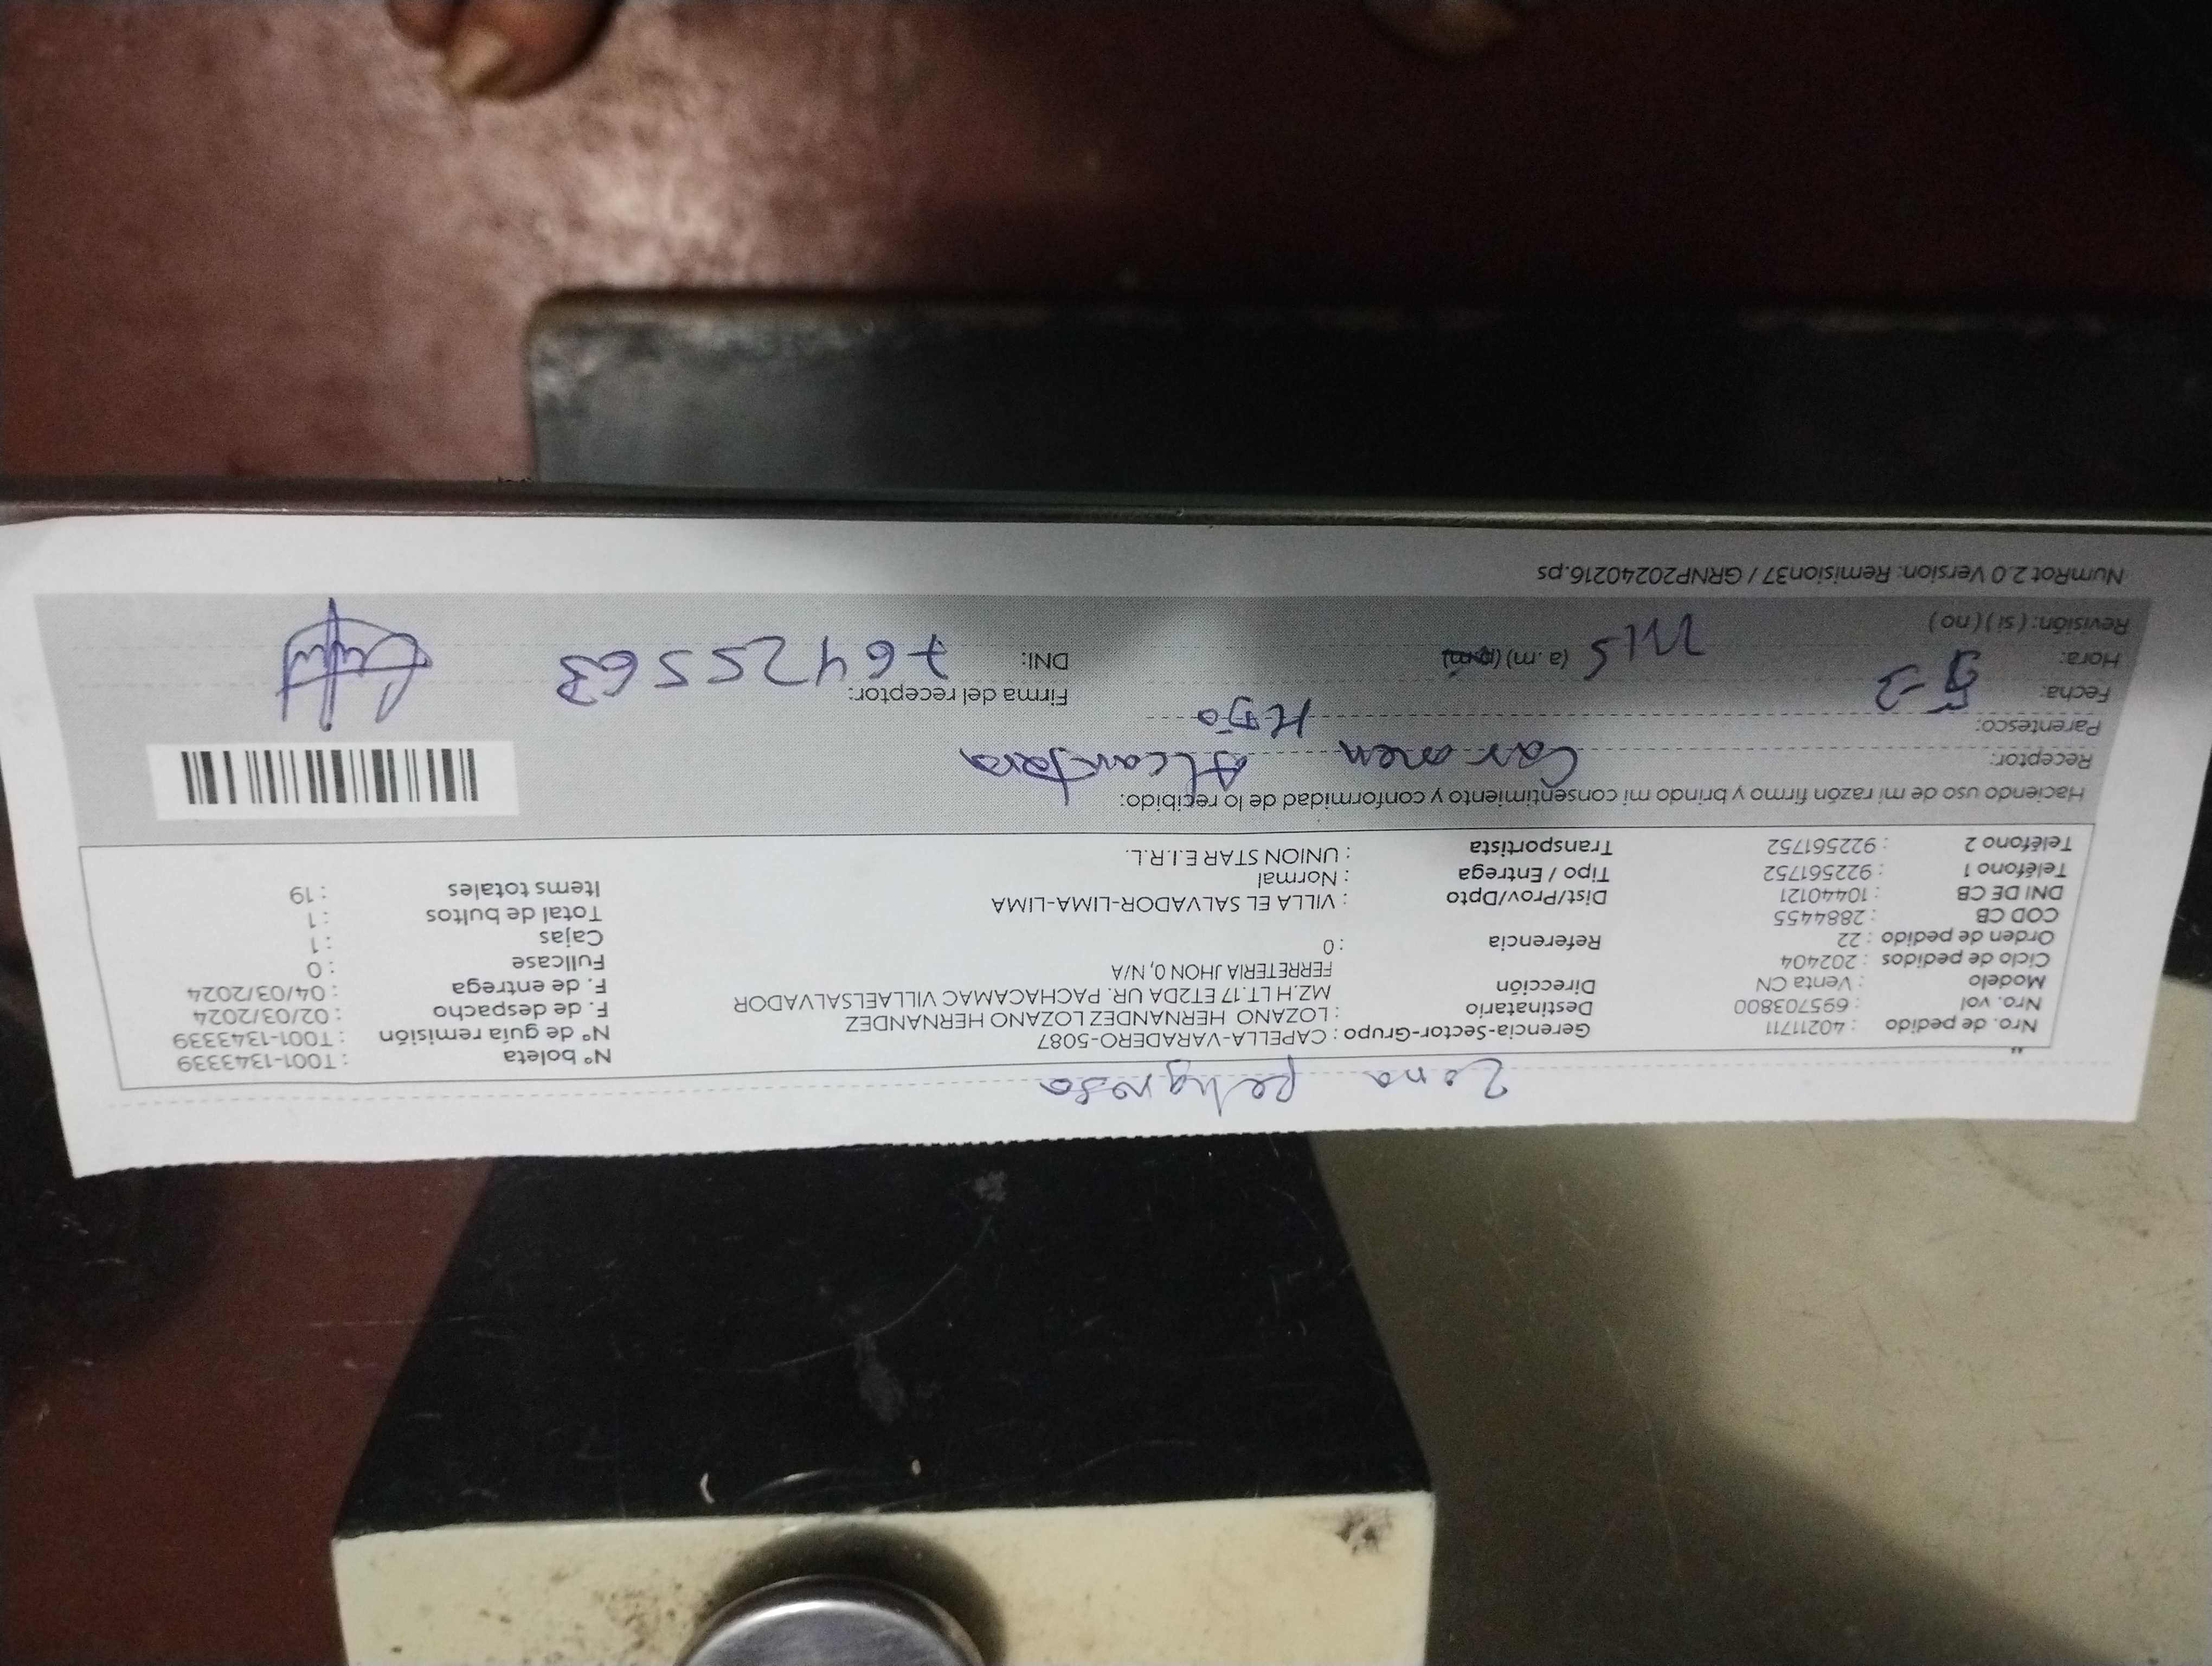 Zona peligrosa
Nro. de pedido : 40211711
Nro. vol : 695703800
Modelo : Venta CN
Ciclo de pedidos : 202404
Orden de pedido : 22
COD CB : 2884455
DNI DE CB : 10440121
Teléfono 1 : 922561752
Teléfono 2 : 922561752
Gerencia-Sector-Grupo : CAPELLA-VARADERO-5087
Destinatario : LOZANO HERNANDEZ LOZANO HERNANDEZ
Dirección MZ.H LT.17 ET2DA UR. PACHACAMAC VILLAELSALVADOR
FERRETERIA JHON 0, N/A
Referencia : 0
Dist/Prov/Dpto : VILLA EL SALVADOR-LIMA-LIMA
Tipo / Entrega : Normal
Transportista : UNION STAR E.I.R.L.
N° boleta : T001-1343339
N° de guía remisión : T001-1343339
F. de despacho : 02/03/2024
F. de entrega : 04/03/2024
Fullcase : 0
Cajas : 1
Total de bultos : 1
Items totales : 19
Haciendo uso de mi razón firmo y brindo mi consentimiento y conformidad de lo recibido:
Receptor: Carmen Alcantara
Parentesco:
Fecha:
Hora: (a.m) (p.m)
Revisión: ( si ) ( no )
Firma del receptor:
DNI: 76425563
NumRot 2.0 Version: Remision37 / GRNP20240216.ps